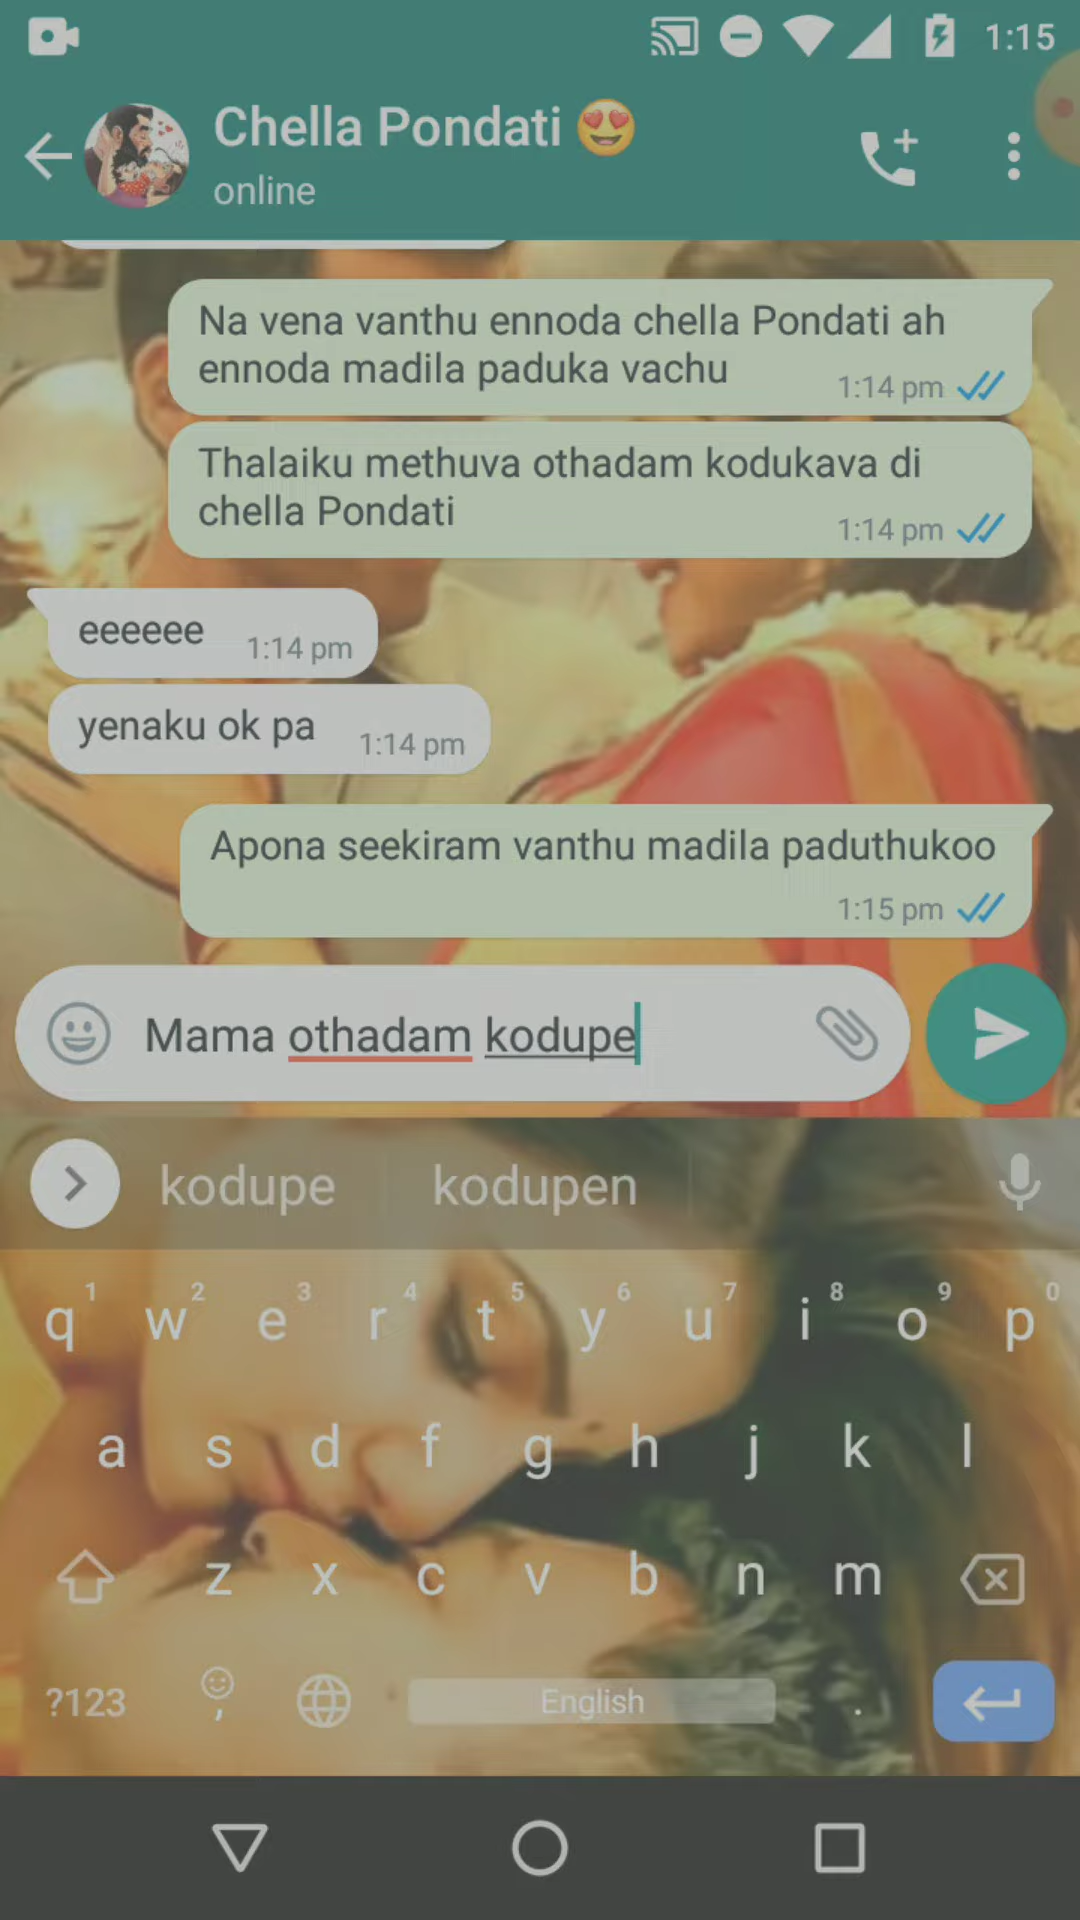 1:15
Chella Pondati 😍
online
Na vena vanthu ennoda chella Pondati ah
ennoda madila paduka vachu
1:14 pm
Thalaiku methuva othadam kodukava di
chella Pondati
1:14 pm
eeeeee
1:14 pm
yenaku ok pa
1:14 pm
Apona seekiram vanthu madila paduthukoo
1:15 pm
Mama othadam kodupe
kodupe kodupen
1 2 3 4 5 6 7 8 9 0
q w e r t y u i o p
a s d f g h j k l
z x c v b n m
?123 , English .